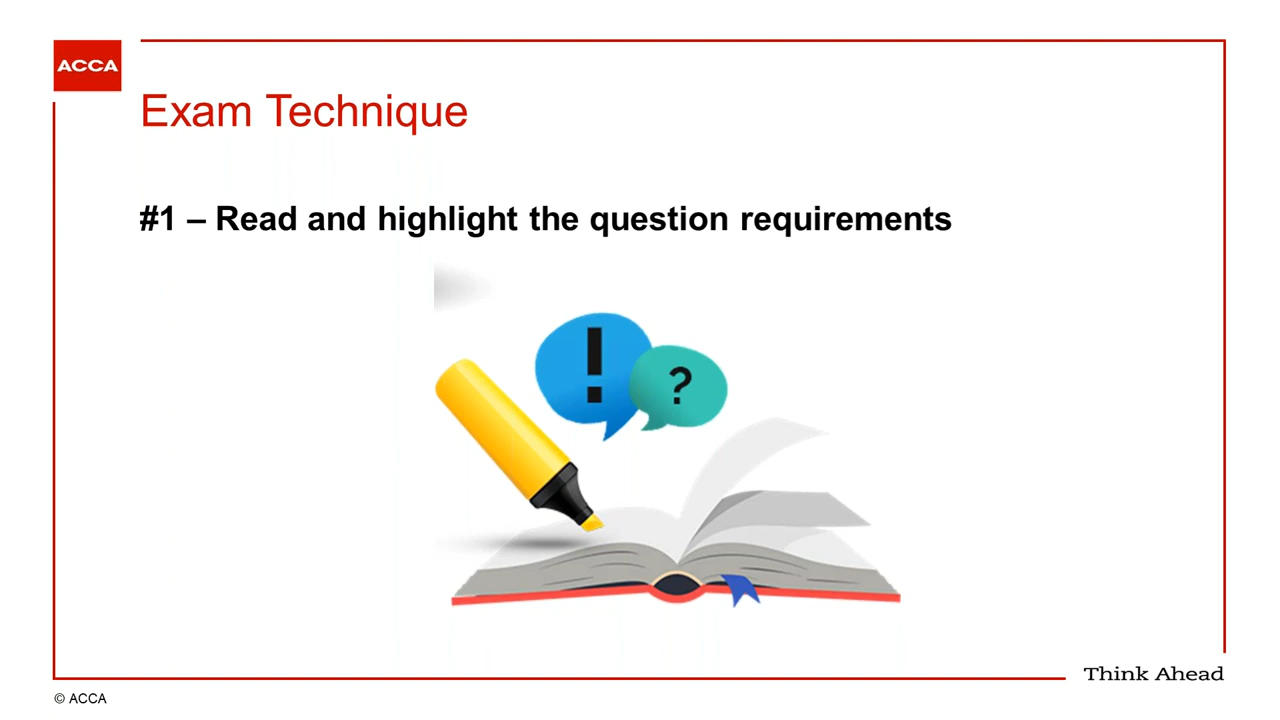 ACCA
Exam Technique
#1 – Read and highlight the question requirements
!
?
Think Ahead
© ACCA